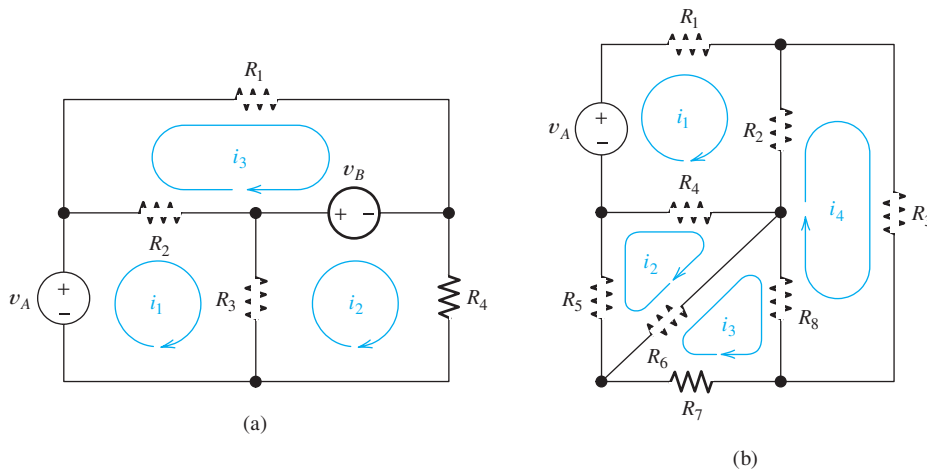 R1
i3
vB
+ −
R2
vA
+
−
i1
R3
i2
R4
(a)
R1
vA
+
−
i1
R2
R4
i4
R3
i2
R5
i3
R8
R6
R7
(b)